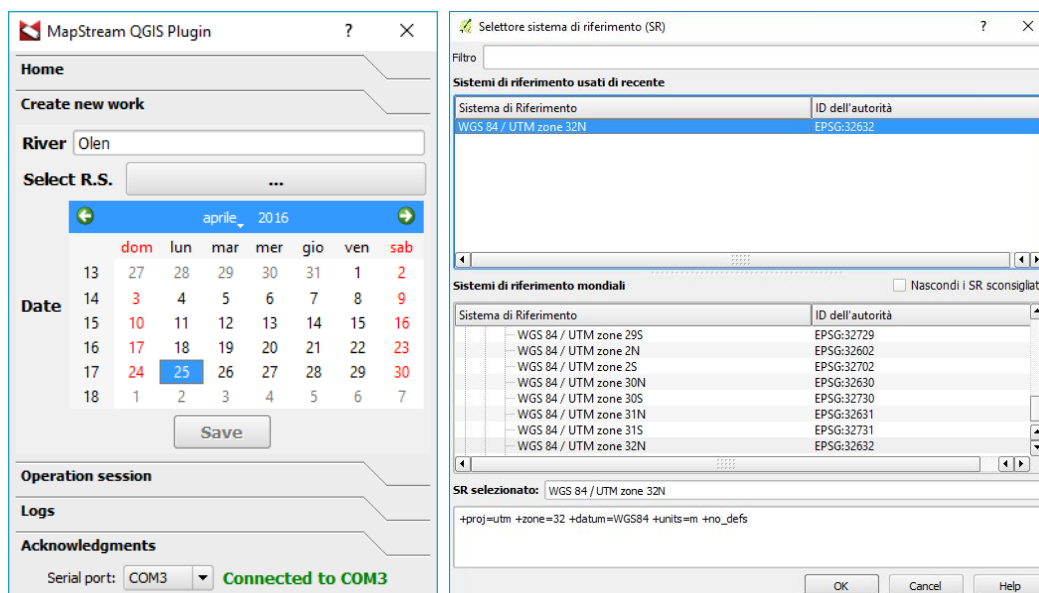 MapStream QGIS Plugin ? ×
Home
Create new work
River Olen
Select R.S. ...
aprile 2016
dom lun mar mer gio ven sab
13 27 28 29 30 31 1 2
14 3 4 5 6 7 8 9
Date
15 10 11 12 13 14 15 16
16 17 18 19 20 21 22 23
17 24 25 26 27 28 29 30
18 1 2 3 4 5 6 7
Save
Operation session
Logs
Acknowledgments
Serial port: COM3 Connected to COM3
Selettore sistema di riferimento (SR) ? ×
Filtro
Sistemi di riferimento usati di recente
Sistema di Riferimento ID dell'autorità
WGS 84 / UTM zone 32N EPSG:32632
Sistemi di riferimento mondiali Nascondi i SR sconsigliat
Sistema di Riferimento ID dell'autorità
WGS 84 / UTM zone 29S EPSG:32729
WGS 84 / UTM zone 2N EPSG:32602
WGS 84 / UTM zone 2S EPSG:32702
WGS 84 / UTM zone 30N EPSG:32630
WGS 84 / UTM zone 30S EPSG:32730
WGS 84 / UTM zone 31N EPSG:32631
WGS 84 / UTM zone 31S EPSG:32731
WGS 84 / UTM zone 32N EPSG:32632
SR selezionato: WGS 84 / UTM zone 32N
+proj=utm +zone=32 +datum=WGS84 +units=m +no_defs
OK Cancel Help